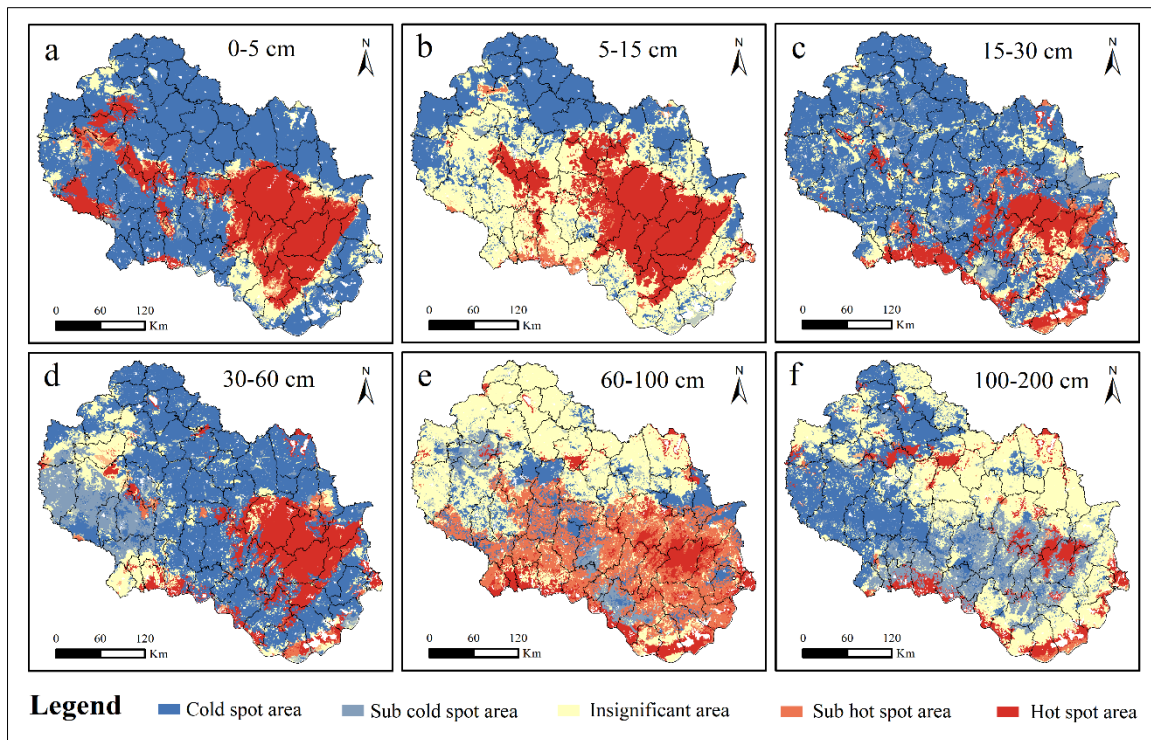 a
0-5 cm
N
0 60 120
Km
b
5-15 cm
N
0 60 120
Km
c
15-30 cm
N
0 60 120
Km
d
30-60 cm
N
0 60 120
Km
e
60-100 cm
N
0 60 120
Km
f
100-200 cm
N
0 60 120
Km
Legend Cold spot area Sub cold spot area Insignificant area Sub hot spot area Hot spot area